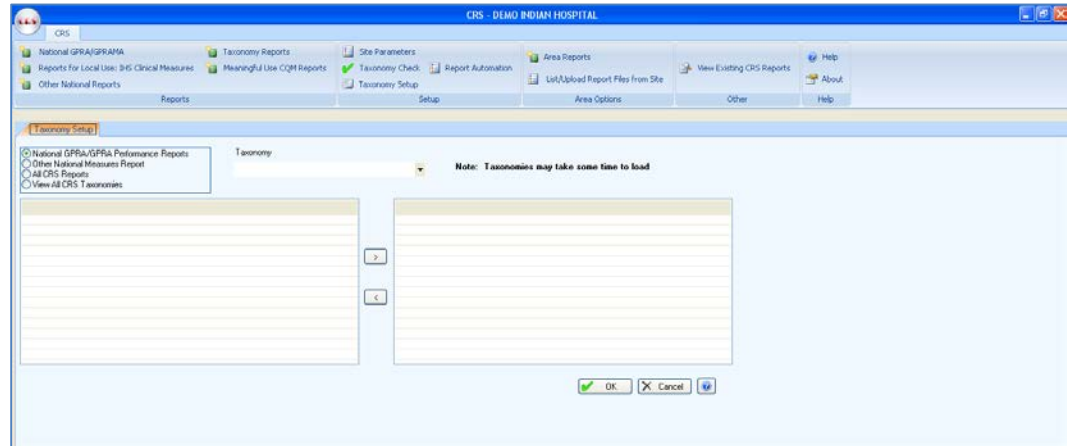 CRS - DEMO INDIAN HOSPITAL
CRS
National GPRA/GPRAMA
Reports for Local Use: IHS Clinical Measures
Other National Reports
Taxonomy Reports
Meaningful Use CQM Reports
Reports
Site Parameters
Taxonomy Check
Report Automation
Taxonomy Setup
Setup
Area Reports
List/Upload Report Files from Site
Area Options
View Existing CRS Reports
Other
Help
About
Help
Taxonomy Setup
National GPRA/GPRA Performance Reports
Other National Measures Report
All CRS Reports
View All CRS Taxonomies
Taxonomy
Note: Taxonomies may take some time to load
>
<
OK
Cancel